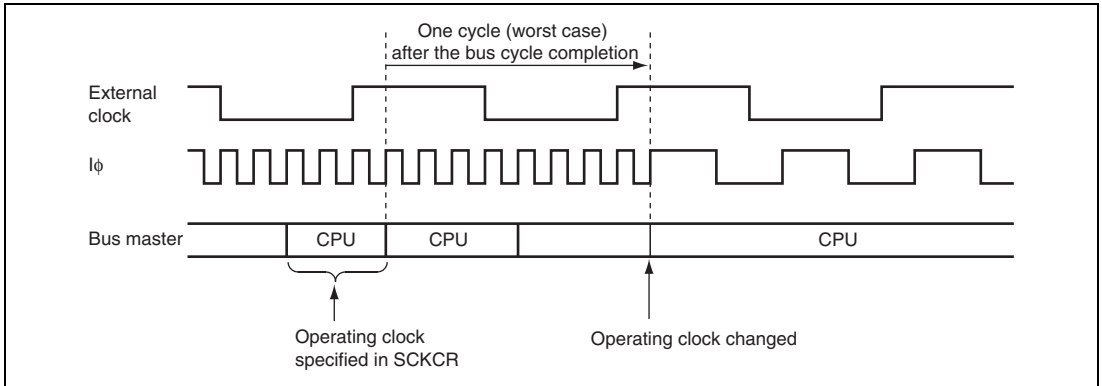 One cycle (worst case)
after the bus cycle completion
External
clock
Iφ
Bus master
CPU
CPU
CPU
Operating clock
specified in SCKCR
Operating clock changed